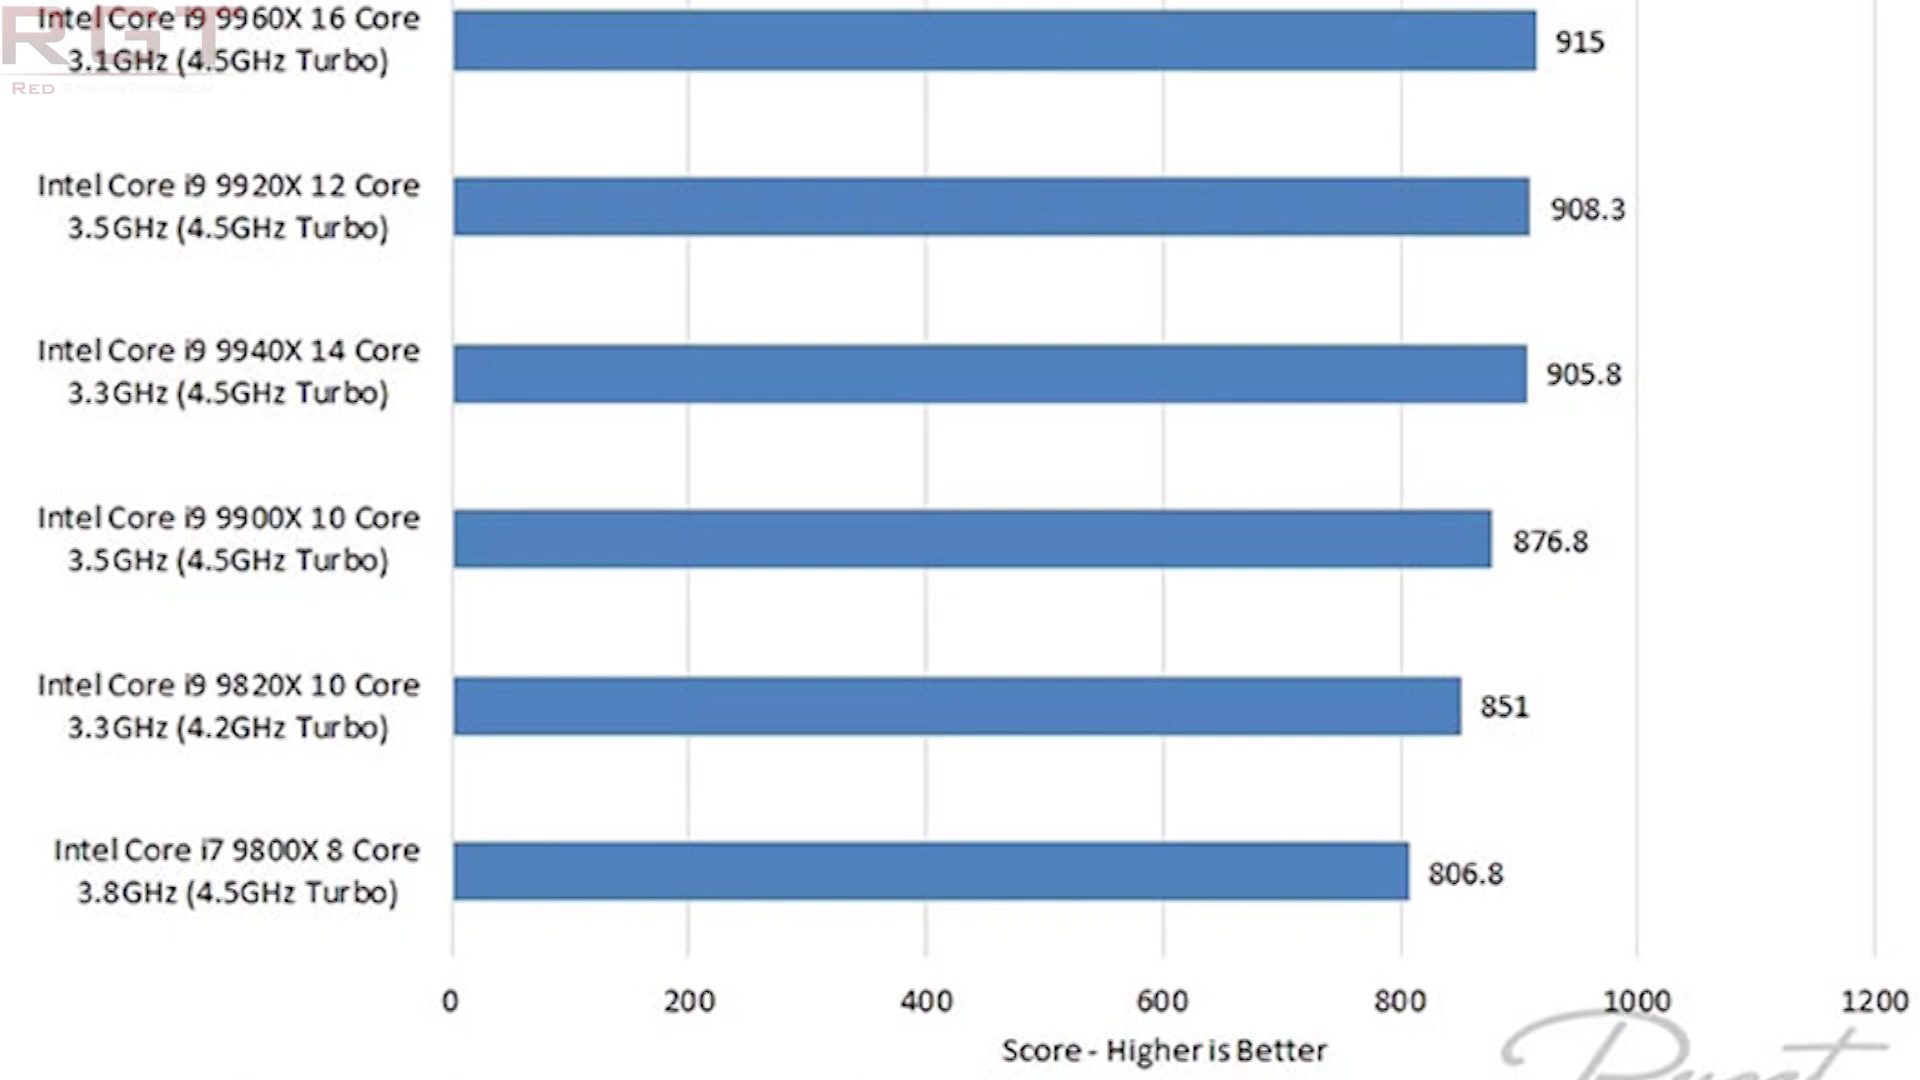 RGT
Intel Core i9 9960X 16 Core
3.1GHz (4.5GHz Turbo)
RedGamingTech.com
915
Intel Core i9 9920X 12 Core
3.5GHz (4.5GHz Turbo)
908.3
Intel Core i9 9940X 14 Core
3.3GHz (4.5GHz Turbo)
905.8
Intel Core i9 9900X 10 Core
3.5GHz (4.5GHz Turbo)
876.8
Intel Core i9 9820X 10 Core
3.3GHz (4.2GHz Turbo)
851
Intel Core i7 9800X 8 Core
3.8GHz (4.5GHz Turbo)
806.8
0 200 400 600 800 1000 1200
Score - Higher is Better